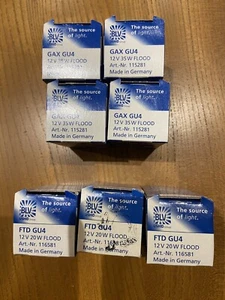 BLV
The source
of light.
GAX GU4
12V 35W FLOOD
Art.-Nr. 115281
Made in Germany
BLV
The source
of light.
GAX GU4
12V 35W FLOOD
Art.-Nr. 115281
Made in Germany
The source
of light.
GAX GU4
12V 35W FLOOD
Art.-Nr. 115281
Made in Germany
BLV
The source
of light.
GAX GU4
12V 35W FLOOD
Art.-Nr. 115281
Made in Germany
The source
of light.
FTD GU4
12V 20W FLOOD
Art.-Nr. 116581
Made in Germany
BLV
The source
of light.
FTD GU4
12V 20W FLOOD
Made in Germany
BLV
The source
of light.
FTD GU4
12V 20W FLOOD
Art.-Nr. 116581
Made in Germany